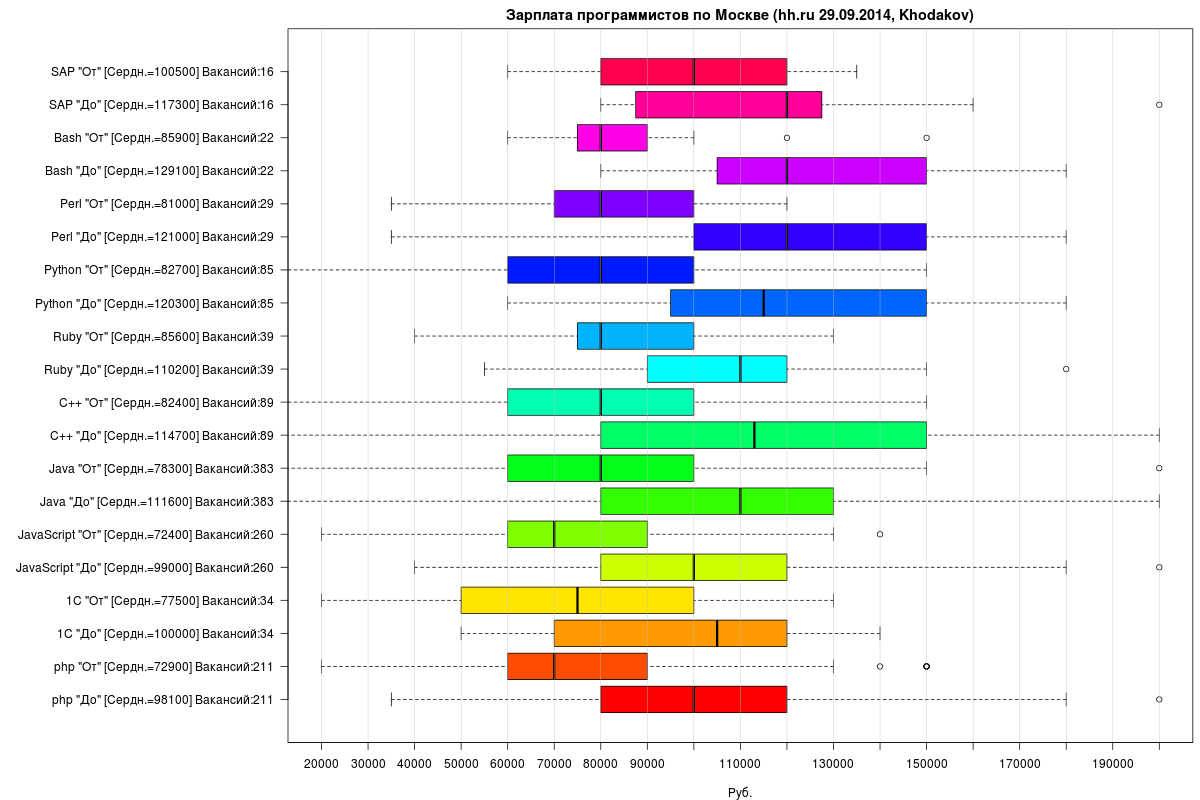 Зарплата программистов по Москве (hh.ru 29.09.2014, Khodakov)
SAP "От" [Сердн.=100500] Вакансий:16
SAP "До" [Сердн.=117300] Вакансий:16
Bash "От" [Сердн.=85900] Вакансий:22
Bash "До" [Сердн.=129100] Вакансий:22
Perl "От" [Сердн.=81000] Вакансий:29
Perl "До" [Сердн.=121000] Вакансий:29
Python "От" [Сердн.=82700] Вакансий:85
Python "До" [Сердн.=120300] Вакансий:85
Ruby "От" [Сердн.=85600] Вакансий:39
Ruby "До" [Сердн.=110200] Вакансий:39
C++ "От" [Сердн.=82400] Вакансий:89
C++ "До" [Сердн.=114700] Вакансий:89
Java "От" [Сердн.=78300] Вакансий:383
Java "До" [Сердн.=111600] Вакансий:383
JavaScript "От" [Сердн.=72400] Вакансий:260
JavaScript "До" [Сердн.=99000] Вакансий:260
1С "От" [Сердн.=77500] Вакансий:34
1С "До" [Сердн.=100000] Вакансий:34
php "От" [Сердн.=72900] Вакансий:211
php "До" [Сердн.=98100] Вакансий:211
20000 30000 40000 50000 60000 70000 80000 90000 110000 130000 150000 170000 190000
Руб.